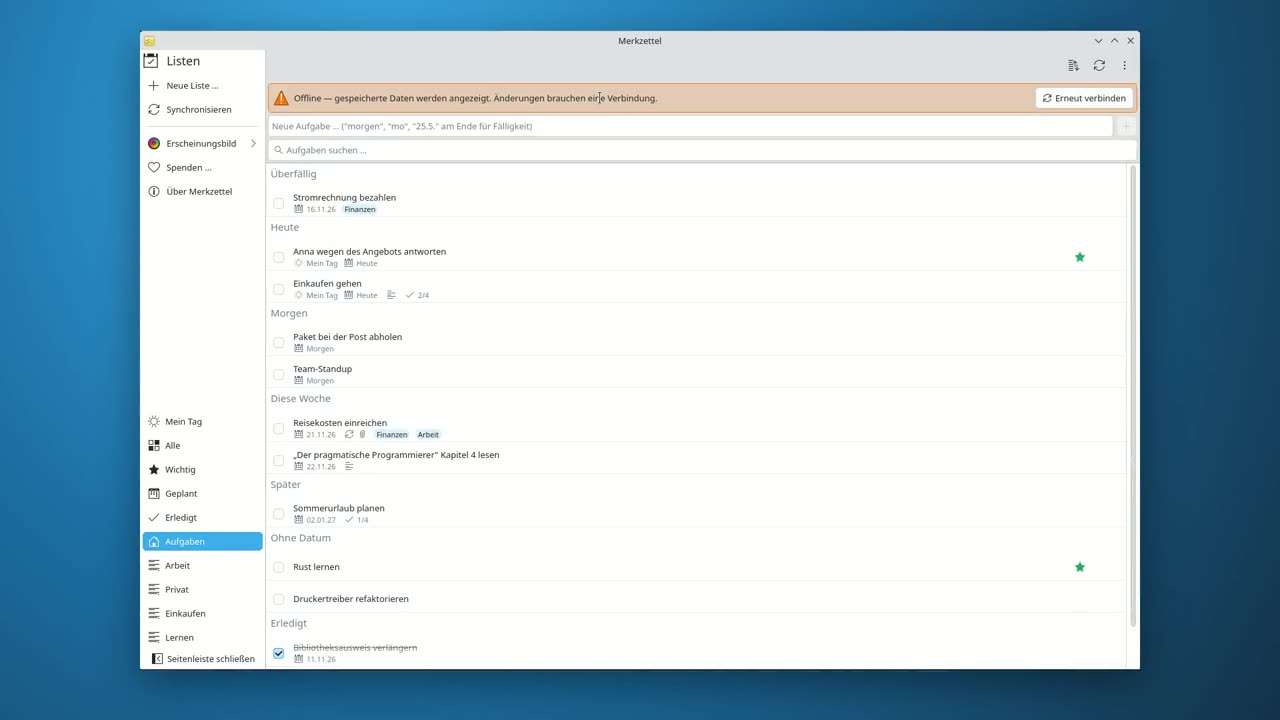 Merkzettel
Listen
Neue Liste ...
Synchronisieren
Erscheinungsbild
Spenden ...
Über Merkzettel
Mein Tag
Alle
Wichtig
Geplant
Erledigt
Aufgaben
Arbeit
Privat
Einkaufen
Lernen
Seitenleiste schließen
Offline — gespeicherte Daten werden angezeigt. Änderungen brauchen eine Verbindung.
Erneut verbinden
Neue Aufgabe ... ("morgen", "mo", "25.5." am Ende für Fälligkeit)
Aufgaben suchen ...
Überfällig
Stromrechnung bezahlen
16.11.26 Finanzen
Heute
Anna wegen des Angebots antworten
Mein Tag Heute
Einkaufen gehen
Mein Tag Heute 2/4
Morgen
Paket bei der Post abholen
Morgen
Team-Standup
Morgen
Diese Woche
Reisekosten einreichen
21.11.26 Finanzen Arbeit
„Der pragmatische Programmierer“ Kapitel 4 lesen
22.11.26
Später
Sommerurlaub planen
02.01.27 1/4
Ohne Datum
Rust lernen
Druckertreiber refaktorieren
Erledigt
Bibliotheksausweis verlängern
11.11.26